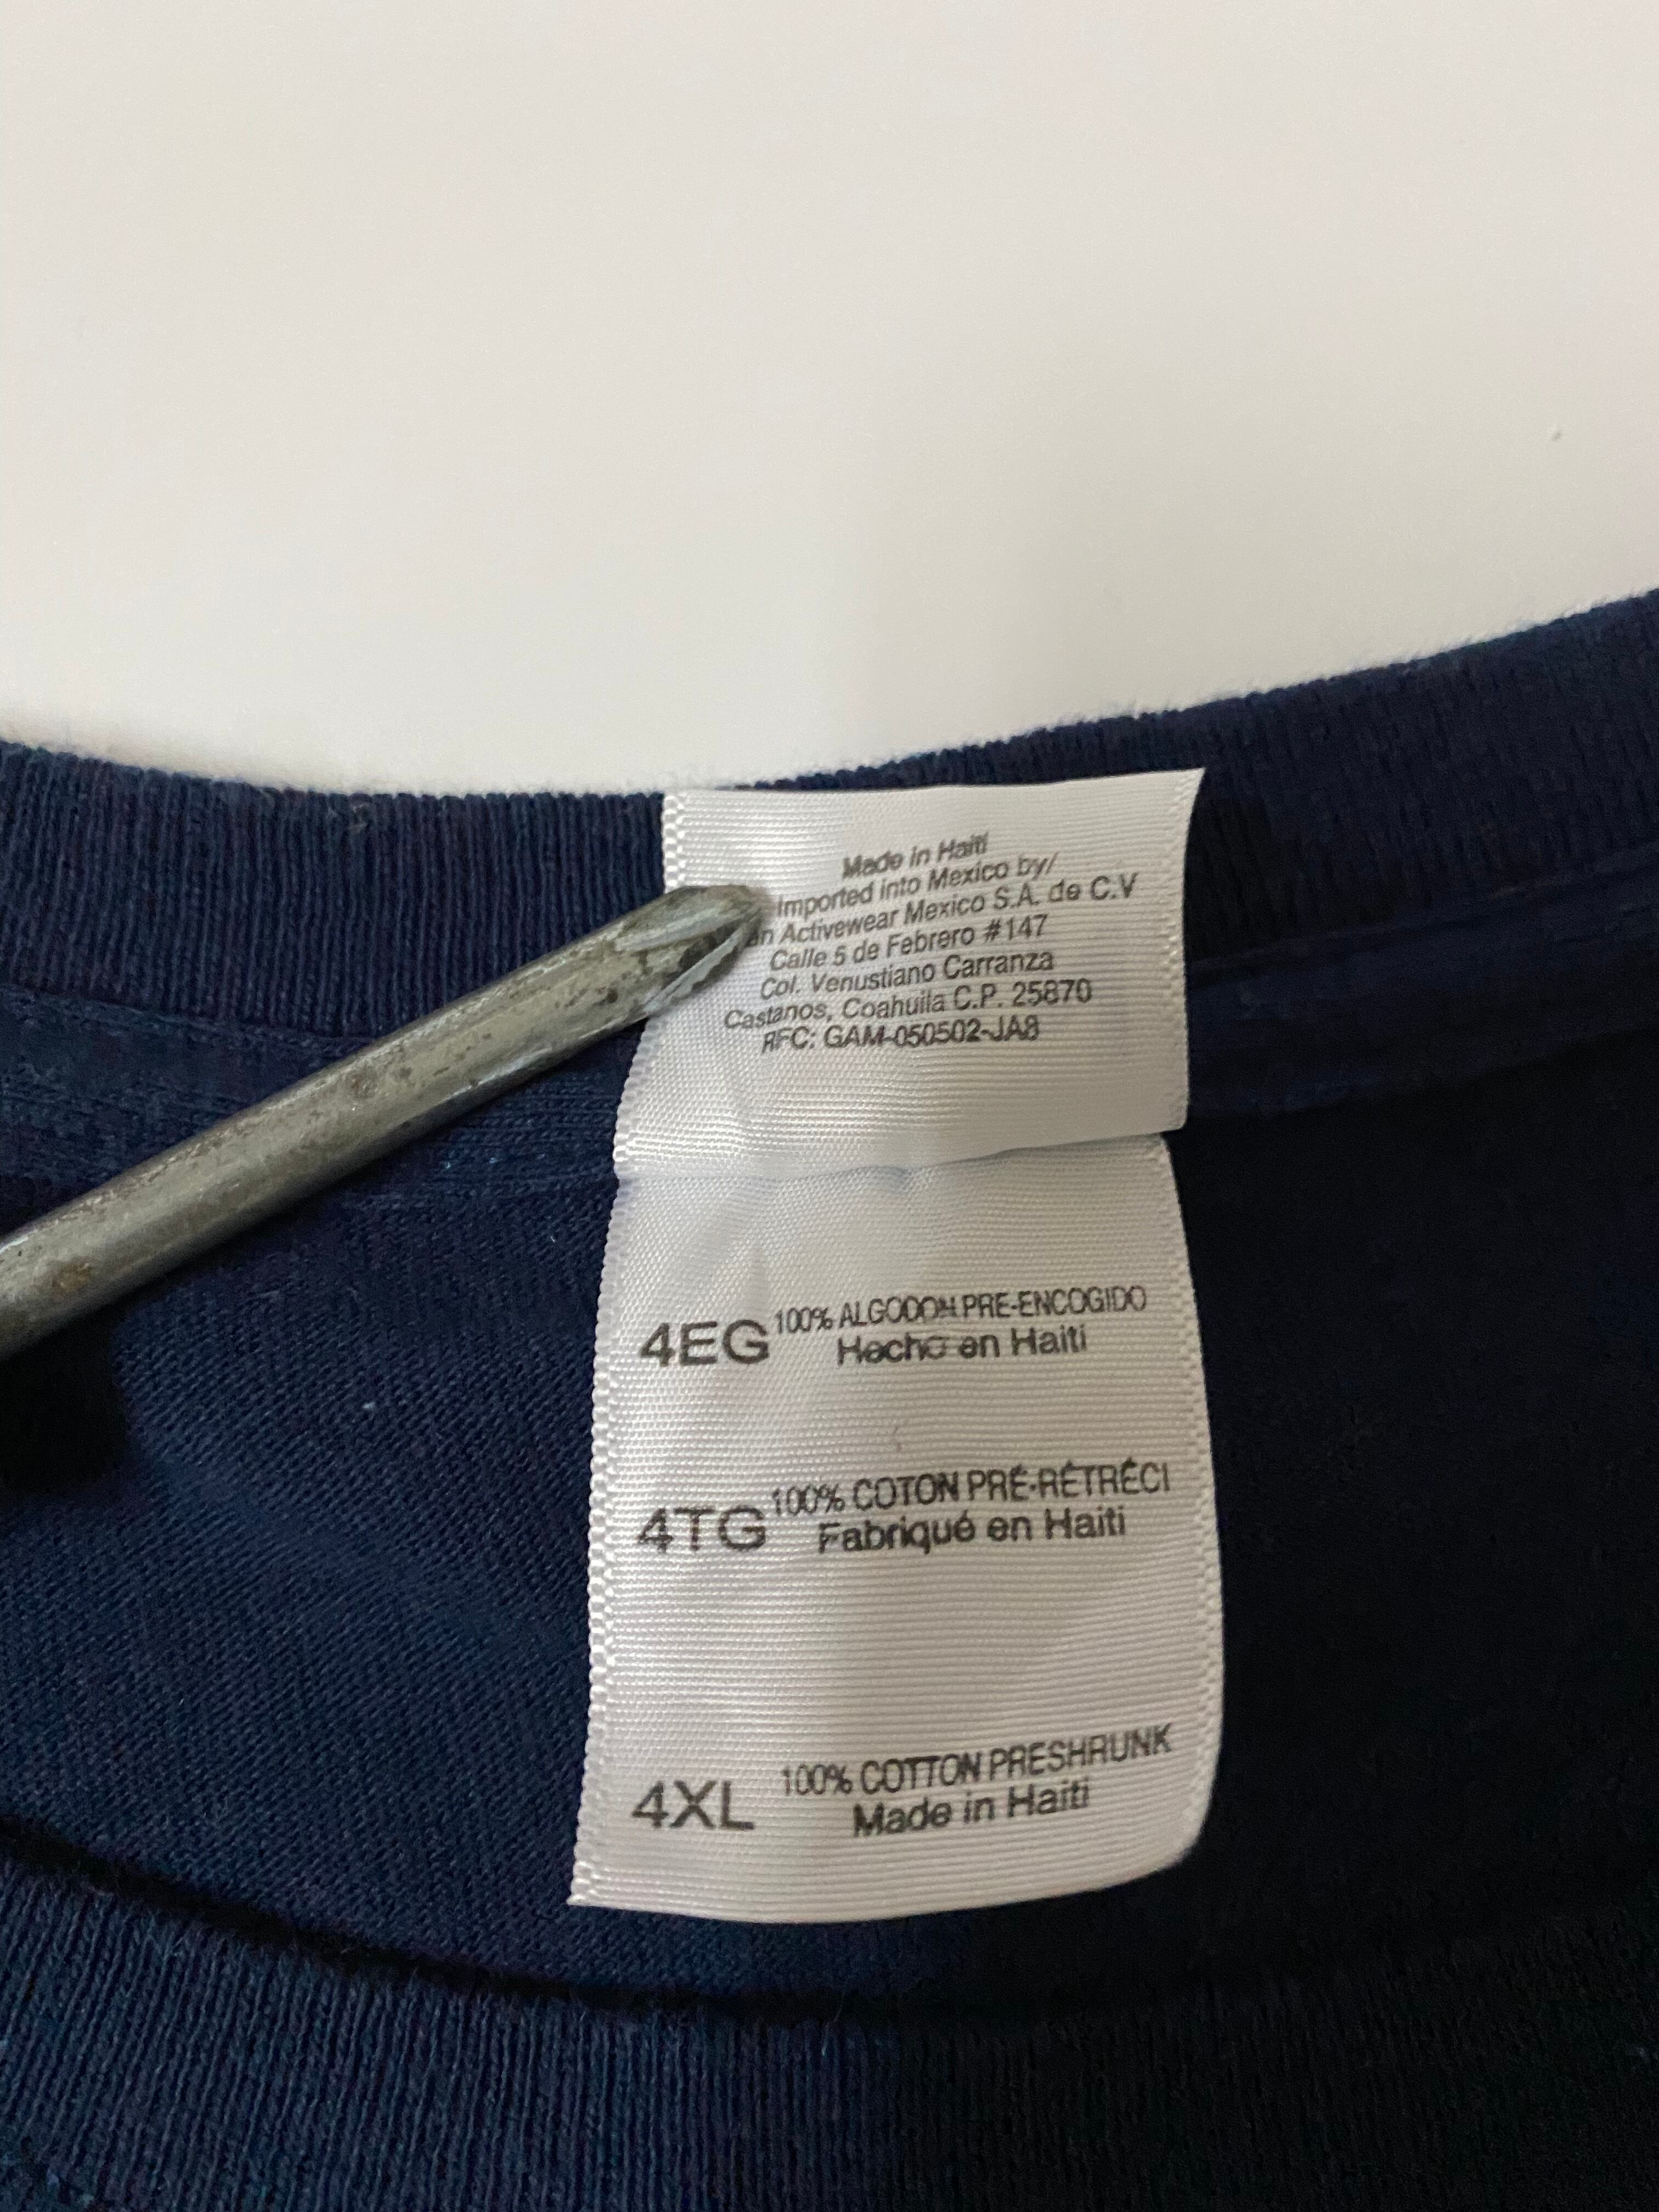 Made in Haiti
Imported into Mexico by/
an Activewear Mexico S.A. de C.V
Calle 5 de Febrero #147
Col. Venustiano Carranza
Castanos, Coahuila C.P. 25870
RFC: GAM-050502-JA8
4EG 100% ALGODON PRE-ENCOGIDO
Hecho en Haiti
4TG 100% COTON PRÉ-RÉTRÉCI
Fabriqué en Haiti
4XL 100% COTTON PRESHRUNK
Made in Haiti